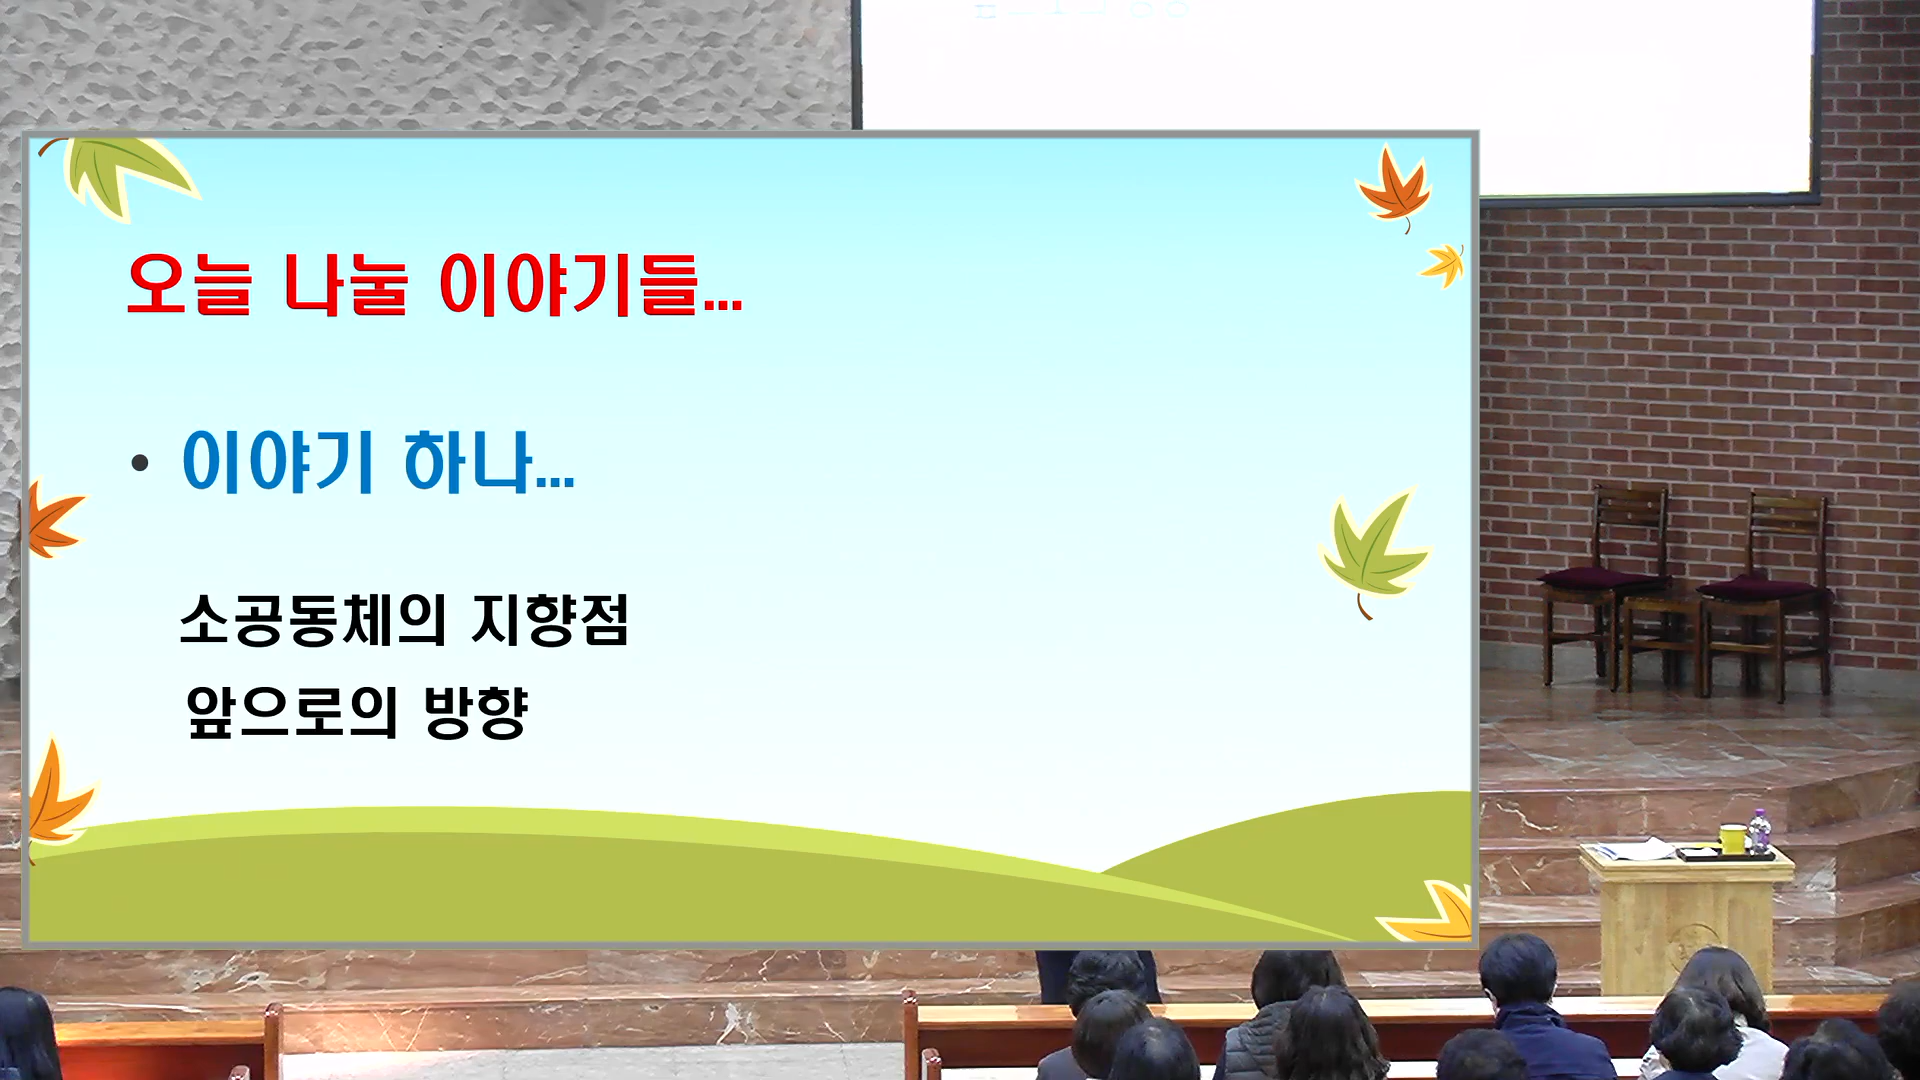 오늘 나눌 이야기들...
• 이야기 하나...
소공동체의 지향점
앞으로의 방향